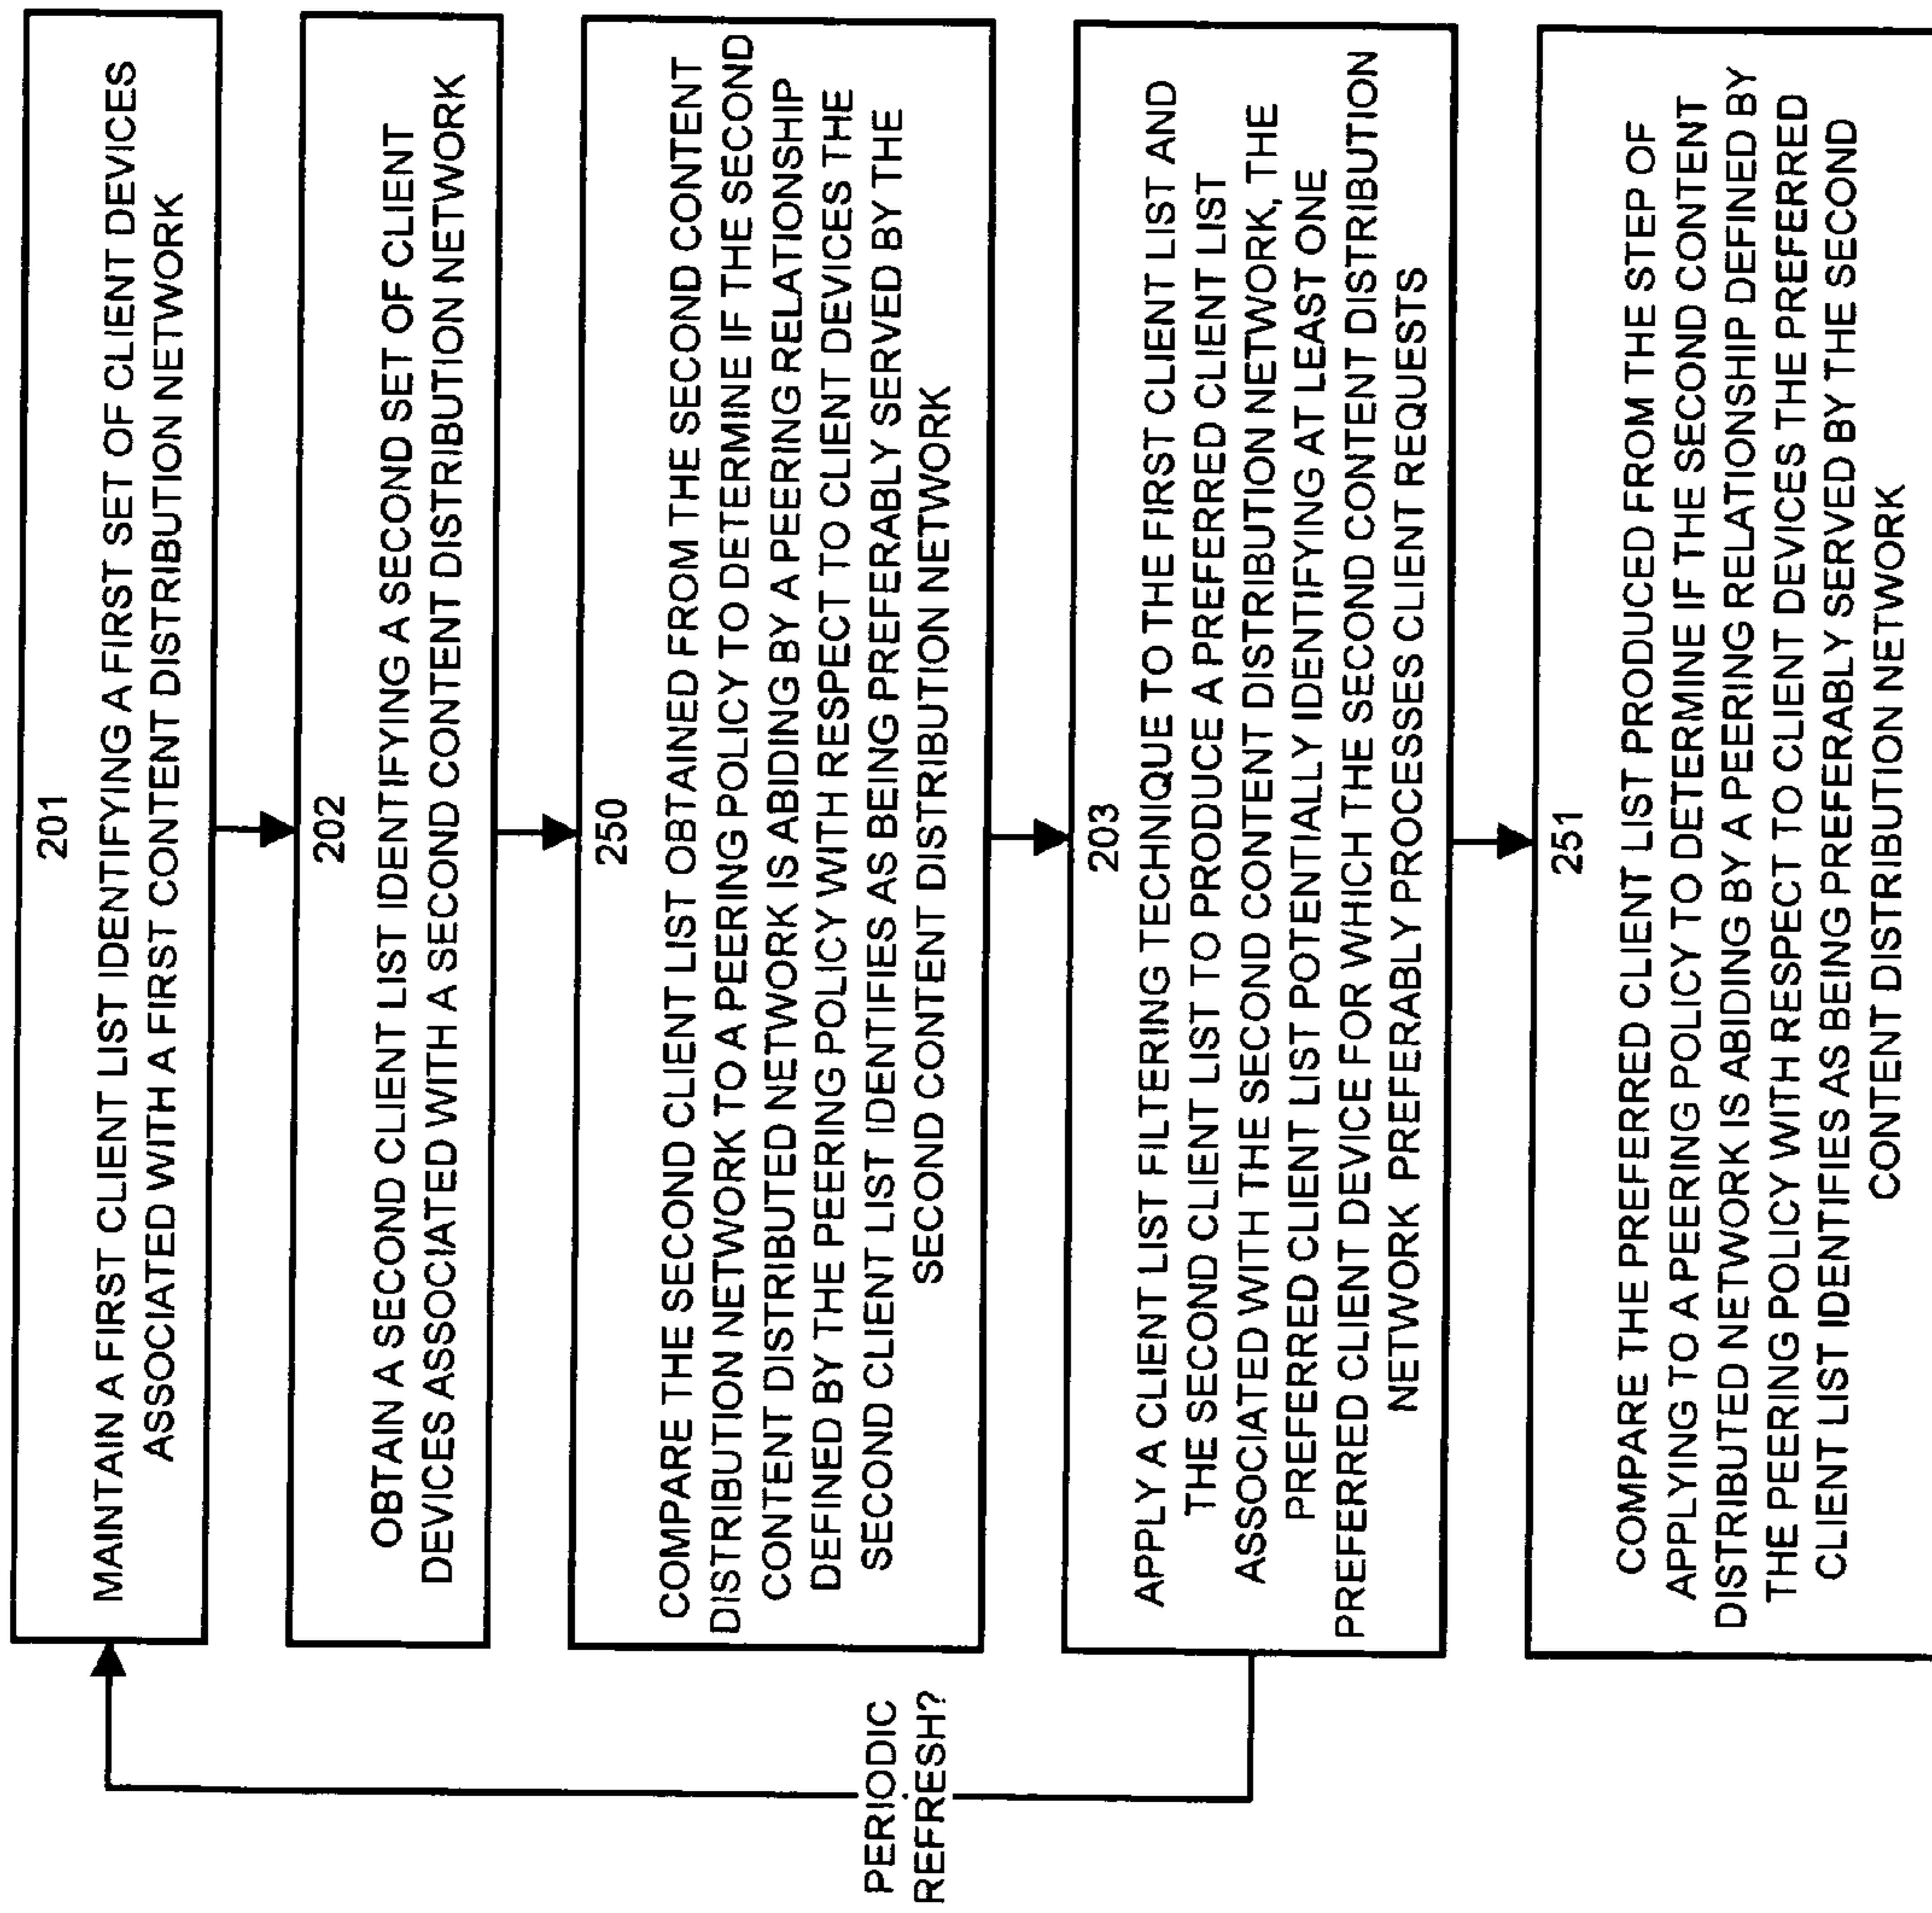 201
MAINTAIN A FIRST CLIENT LIST IDENTIFYING A FIRST SET OF CLIENT DEVICES
ASSOCIATED WITH A FIRST CONTENT DISTRIBUTION NETWORK
202
OBTAIN A SECOND CLIENT LIST IDENTIFYING A SECOND SET OF CLIENT
DEVICES ASSOCIATED WITH A SECOND CONTENT DISTRIBUTION NETWORK
250
COMPARE THE SECOND CLIENT LIST OBTAINED FROM THE SECOND CONTENT
DISTRIBUTION NETWORK TO A PEERING POLICY TO DETERMINE IF THE SECOND
CONTENT DISTRIBUTED NETWORK IS ABIDING BY A PEERING RELATIONSHIP
DEFINED BY THE PEERING POLICY WITH RESPECT TO CLIENT DEVICES THE
SECOND CLIENT LIST IDENTIFIES AS BEING PREFERABLY SERVED BY THE
SECOND CONTENT DISTRIBUTION NETWORK
203
APPLY A CLIENT LIST FILTERING TECHNIQUE TO THE FIRST CLIENT LIST AND
THE SECOND CLIENT LIST TO PRODUCE A PREFERRED CLIENT LIST
ASSOCIATED WITH THE SECOND CONTENT DISTRIBUTION NETWORK, THE
PREFERRED CLIENT LIST POTENTIALLY IDENTIFYING AT LEAST ONE
PREFERRED CLIENT DEVICE FOR WHICH THE SECOND CONTENT DISTRIBUTION
NETWORK PREFERABLY PROCESSES CLIENT REQUESTS
251
COMPARE THE PREFERRED CLIENT LIST PRODUCED FROM THE STEP OF
APPLYING TO A PEERING POLICY TO DETERMINE IF THE SECOND CONTENT
DISTRIBUTED NETWORK IS ABIDING BY A PEERING RELATIONSHIP DEFINED BY
THE PEERING POLICY WITH RESPECT TO CLIENT DEVICES THE PREFERRED
CLIENT LIST IDENTIFIES AS BEING PREFERABLY SERVED BY THE SECOND
CONTENT DISTRIBUTION NETWORK
PERIODIC
REFRESH?